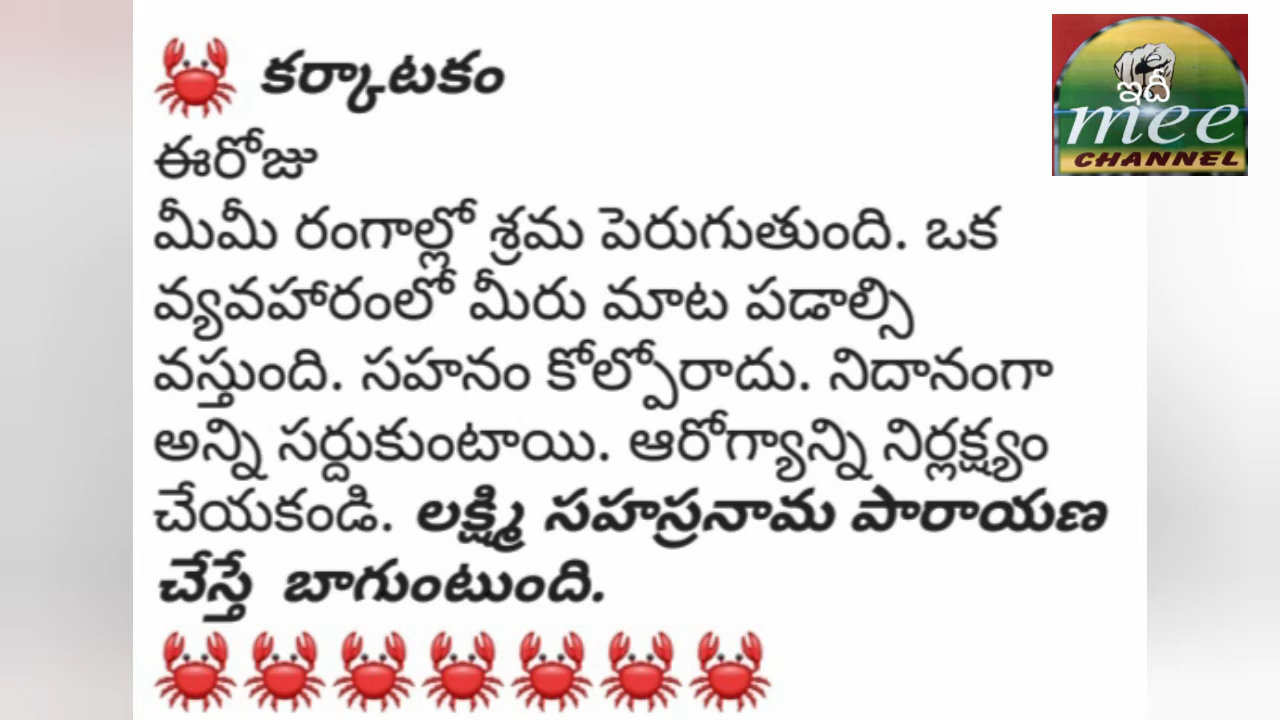 🦀 కర్కాటకం
ఈరోజు
మీమీ రంగాల్లో శ్రమ పెరుగుతుంది. ఒక
వ్యవహారంలో మీరు మాట పడాల్సి
వస్తుంది. సహనం కోల్పోరాదు. నిదానంగా
అన్ని సర్దుకుంటాయి. ఆరోగ్యాన్ని నిర్లక్ష్యం
చేయకండి. లక్ష్మి సహస్రనామ పారాయణ
చేస్తే బాగుంటుంది.
🦀🦀🦀🦀🦀🦀🦀
ఇదీ
mee
CHANNEL